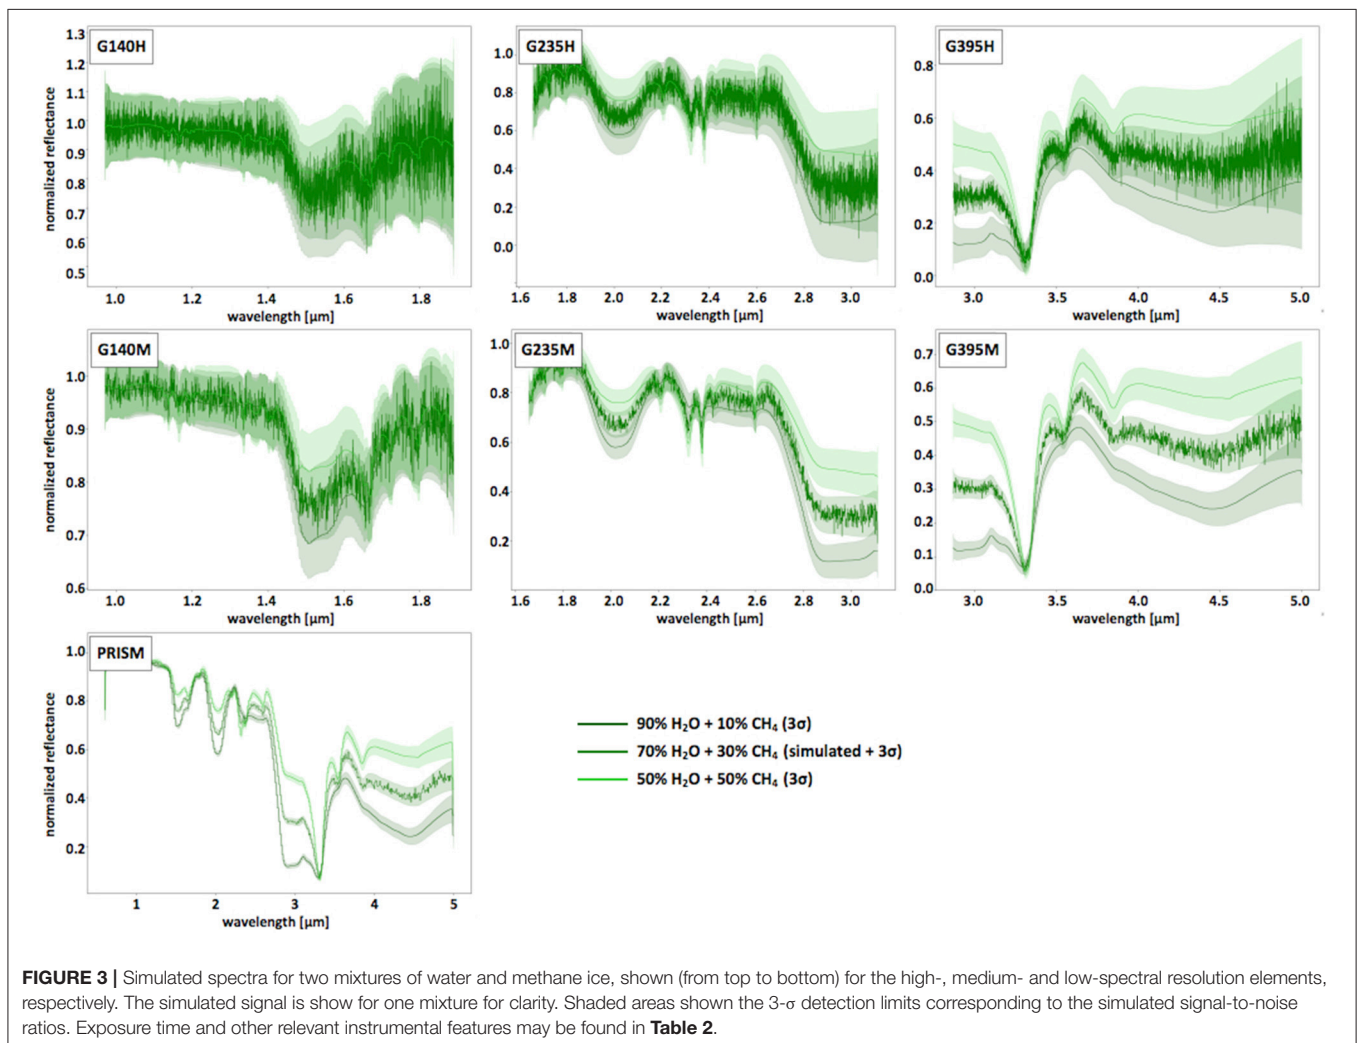 G140H
1.3
1.2
1.1
1.0
0.9
0.8
0.7
0.6
0.5
normalized reflectance
1.0 1.2 1.4 1.6 1.8
wavelength [µm]
G235H
1.0
0.8
0.6
0.4
0.2
0.0
1.6 1.8 2.0 2.2 2.4 2.6 2.8 3.0
wavelength [µm]
G395H
0.8
0.6
0.4
0.2
0.0
3.0 3.5 4.0 4.5 5.0
wavelength [µm]
G140M
1.0
0.9
0.8
0.7
0.6
normalized reflectance
1.0 1.2 1.4 1.6 1.8
wavelength [µm]
G235M
1.0
0.8
0.6
0.4
0.2
1.6 1.8 2.0 2.2 2.4 2.6 2.8 3.0
wavelength [µm]
G395M
0.7
0.6
0.5
0.4
0.3
0.2
0.1
0.0
3.0 3.5 4.0 4.5 5.0
wavelength [µm]
PRISM
1.0
0.8
0.6
0.4
0.2
normalized reflectance
1 2 3 4 5
wavelength [µm]
90% H₂O + 10% CH₄ (3σ)
70% H₂O + 30% CH₄ (simulated + 3σ)
50% H₂O + 50% CH₄ (3σ)
FIGURE 3 | Simulated spectra for two mixtures of water and methane ice, shown (from top to bottom) for the high-, medium- and low-spectral resolution elements,
respectively. The simulated signal is show for one mixture for clarity. Shaded areas shown the 3-σ detection limits corresponding to the simulated signal-to-noise
ratios. Exposure time and other relevant instrumental features may be found in Table 2.